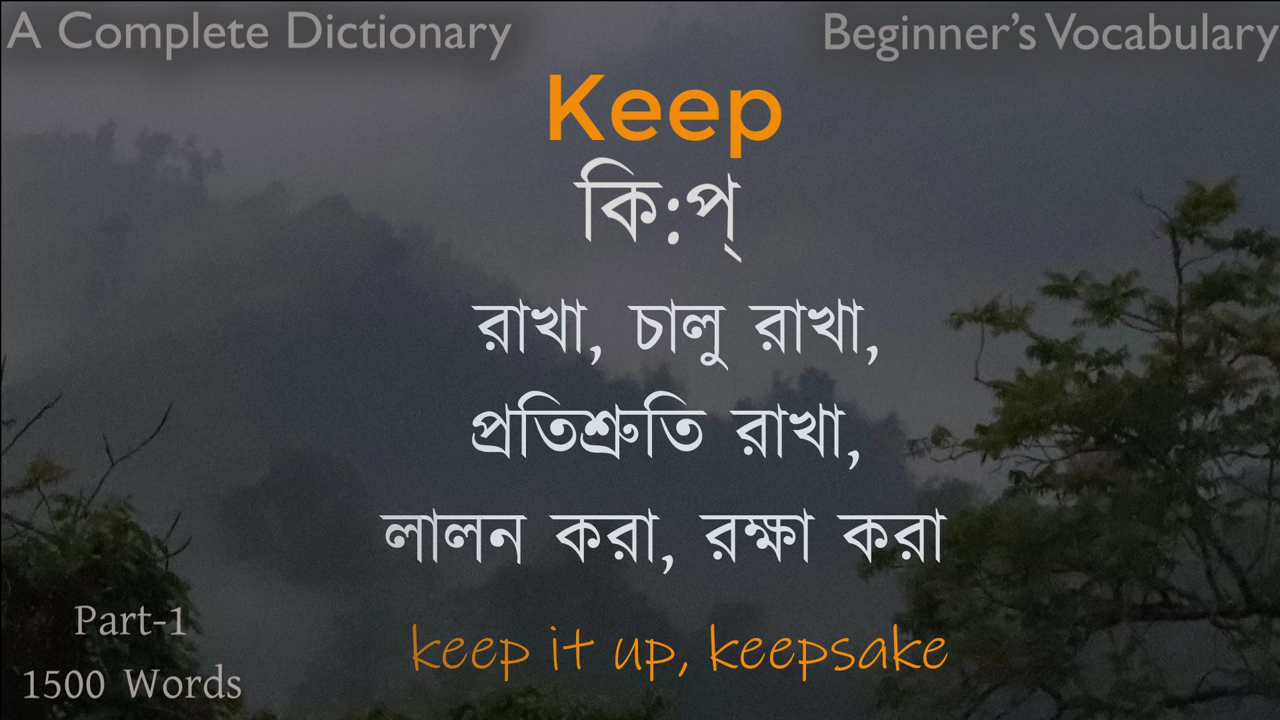 A Complete Dictionary
Beginner's Vocabulary
Keep
কি:প্
রাখা, চালু রাখা,
প্রতিশ্রুতি রাখা,
লালন করা, রক্ষা করা
keep it up, keepsake
Part-1
1500 Words